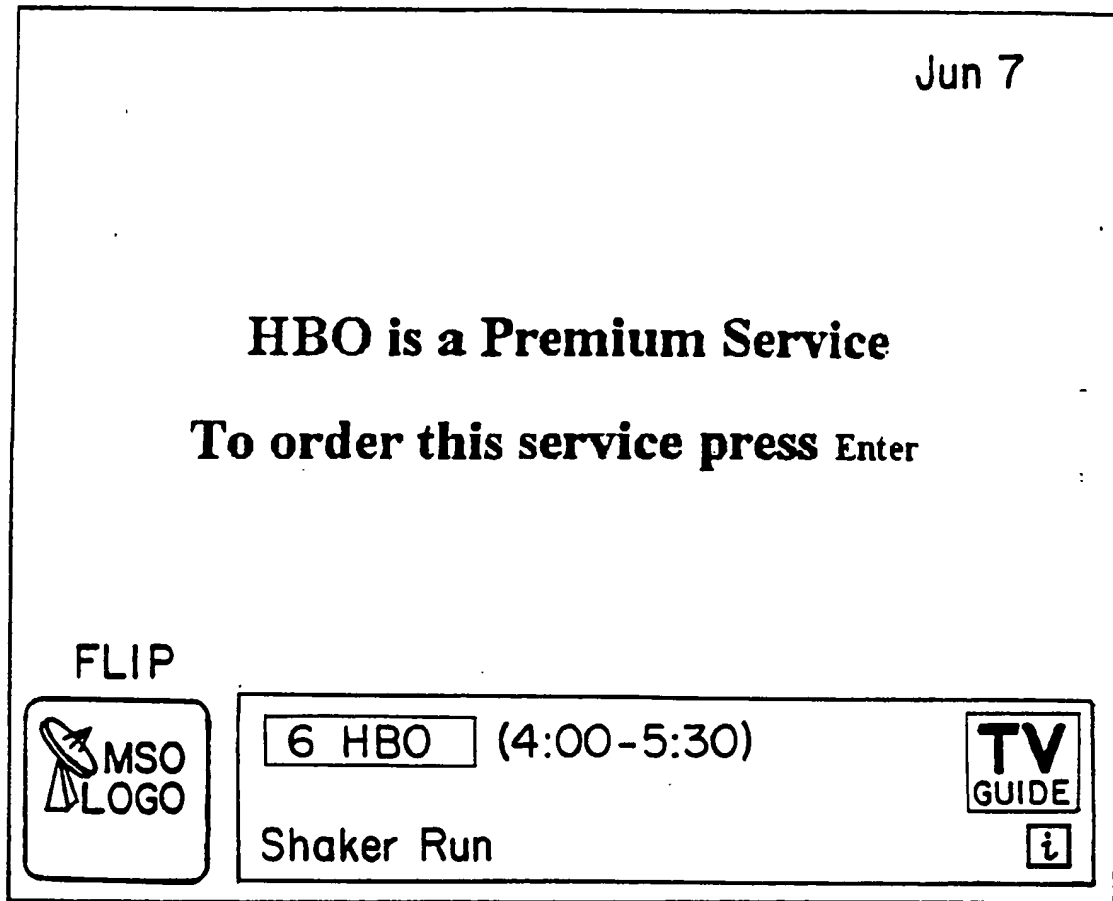 Jun 7
HBO is a Premium Service
To order this service press Enter
FLIP
MSO
LOGO
6 HBO (4:00-5:30)
TV
GUIDE
Shaker Run
i